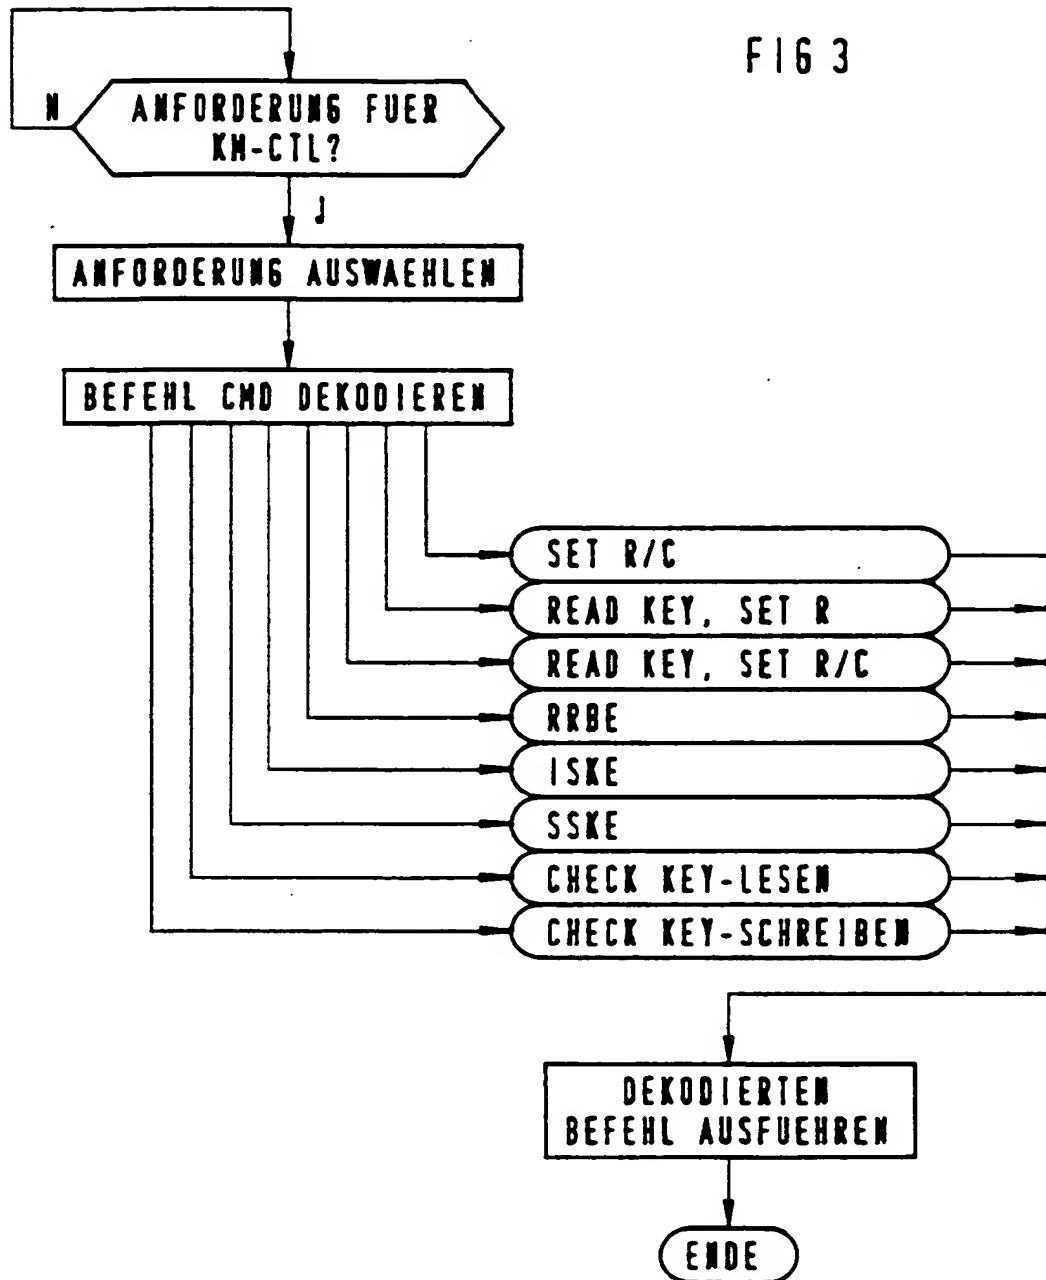 FIG 3
N
ANFORDERUNG FUER
KM-CTL?
J
ANFORDERUNG AUSWAEHLEN
BEFEHL CMD DEKODIEREN
SET R/C
READ KEY, SET R
READ KEY, SET R/C
RRBE
ISKE
SSKE
CHECK KEY-LESEN
CHECK KEY-SCHREIBEN
DEKODIERTEN
BEFEHL AUSFUEHREN
ENDE